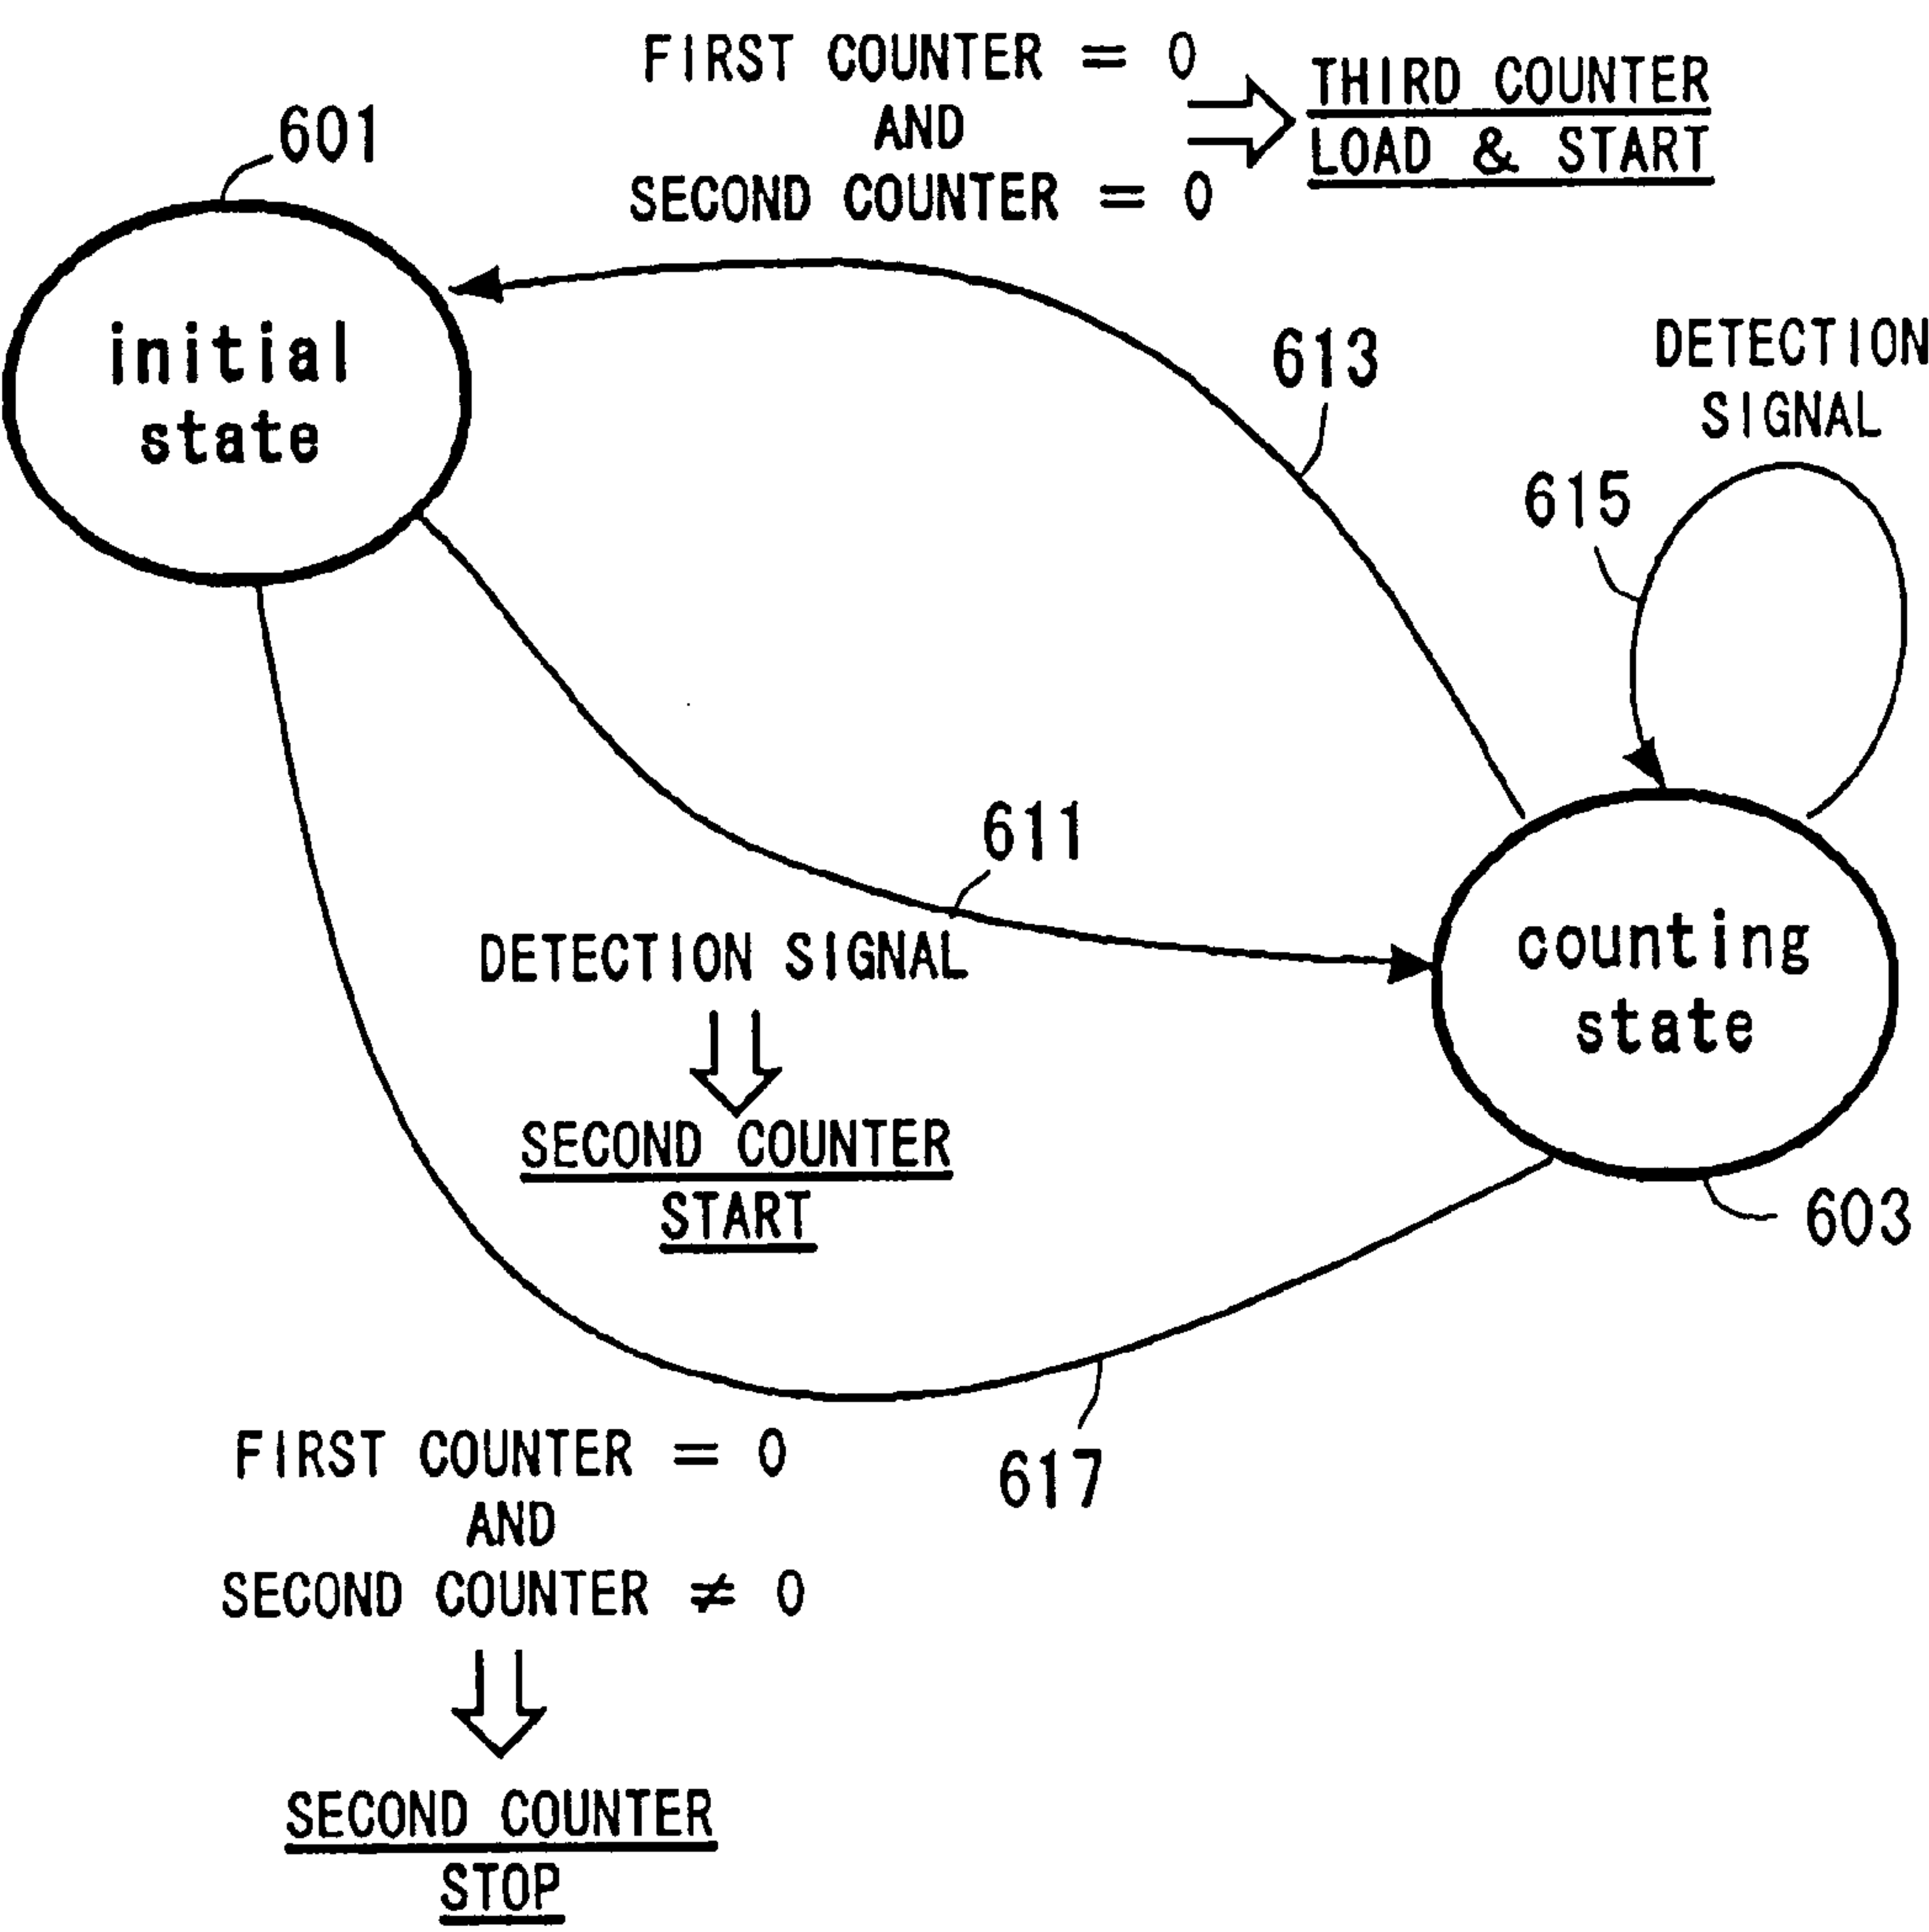 FIRST COUNTER = 0
AND
SECOND COUNTER = 0
THIRD COUNTER
LOAD & START
601
initial
state
613
DETECTION
SIGNAL
615
611
DETECTION SIGNAL
SECOND COUNTER
START
counting
state
603
617
FIRST COUNTER = 0
AND
SECOND COUNTER ≠ 0
SECOND COUNTER
STOP